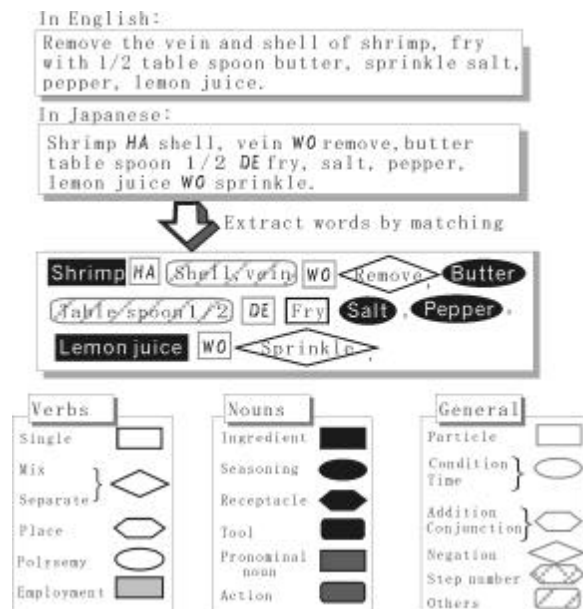 In English:
Remove the vein and shell of shrimp, fry
with 1/2 table spoon butter, sprinkle salt,
pepper, lemon juice.
In Japanese:
Shrimp HA shell, vein WO remove,butter
table spoon 1/2 DE fry, salt, pepper,
lemon juice WO sprinkle.
Extract words by matching
Shrimp HA Shell, vein WO Remove, Butter
Table spoon 1/2 DE Fry Salt , Pepper ,
Lemon juice WO Sprinkle.
Verbs
Single
Mix
Separate
Place
Polysemy
Employment
Nouns
Ingredient
Seasoning
Receptacle
Tool
Pronominal
noun
Action
General
Particle
Condition
Time
Addition
Conjunction
Negation
Step number
Others